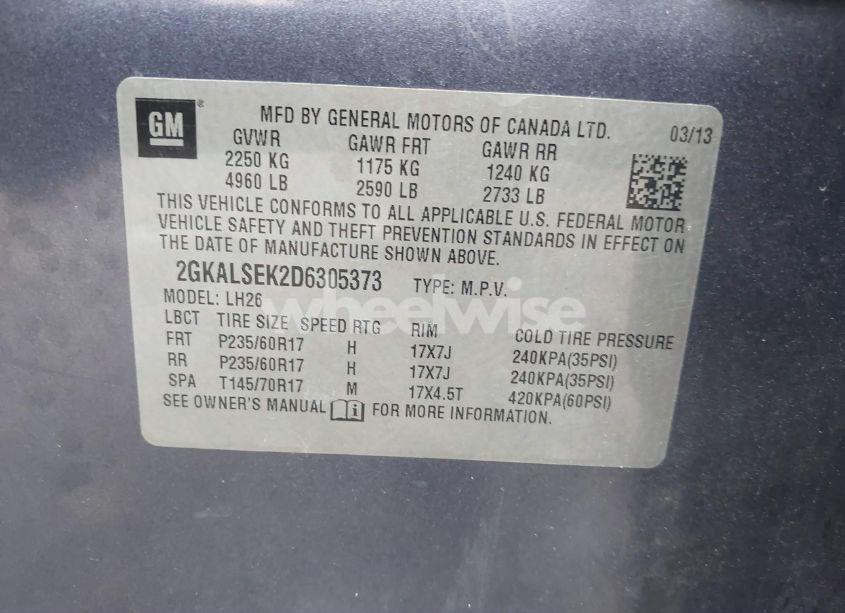 GM ® MFD BY GENERAL MOTORS OF CANADA LTD. 03/13
GVWR GAWR FRT GAWR RR
2250 KG 1175 KG 1240 KG
4960 LB 2590 LB 2733 LB
THIS VEHICLE CONFORMS TO ALL APPLICABLE U.S. FEDERAL MOTOR
VEHICLE SAFETY AND THEFT PREVENTION STANDARDS IN EFFECT ON
THE DATE OF MANUFACTURE SHOWN ABOVE.
2GKALSEK2D6305373 TYPE: M.P.V.
MODEL: LH26
wheelwise
LBCT TIRE SIZE SPEED RTG RIM COLD TIRE PRESSURE
FRT P235/60R17 H 17X7J 240KPA(35PSI)
RR P235/60R17 H 17X7J 240KPA(35PSI)
SPA T145/70R17 M 17X4.5T 420KPA(60PSI)
SEE OWNER'S MANUAL i FOR MORE INFORMATION.